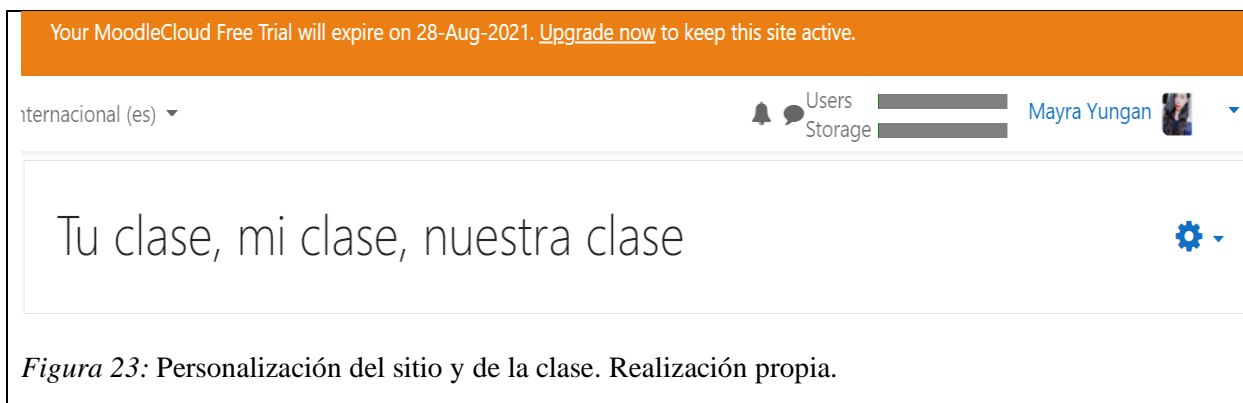 Your MoodleCloud Free Trial will expire on 28-Aug-2021. Upgrade now to keep this site active.
nternacional (es)
Users
Storage
Mayra Yungan
Tu clase, mi clase, nuestra clase
Figura 23: Personalización del sitio y de la clase. Realización propia.